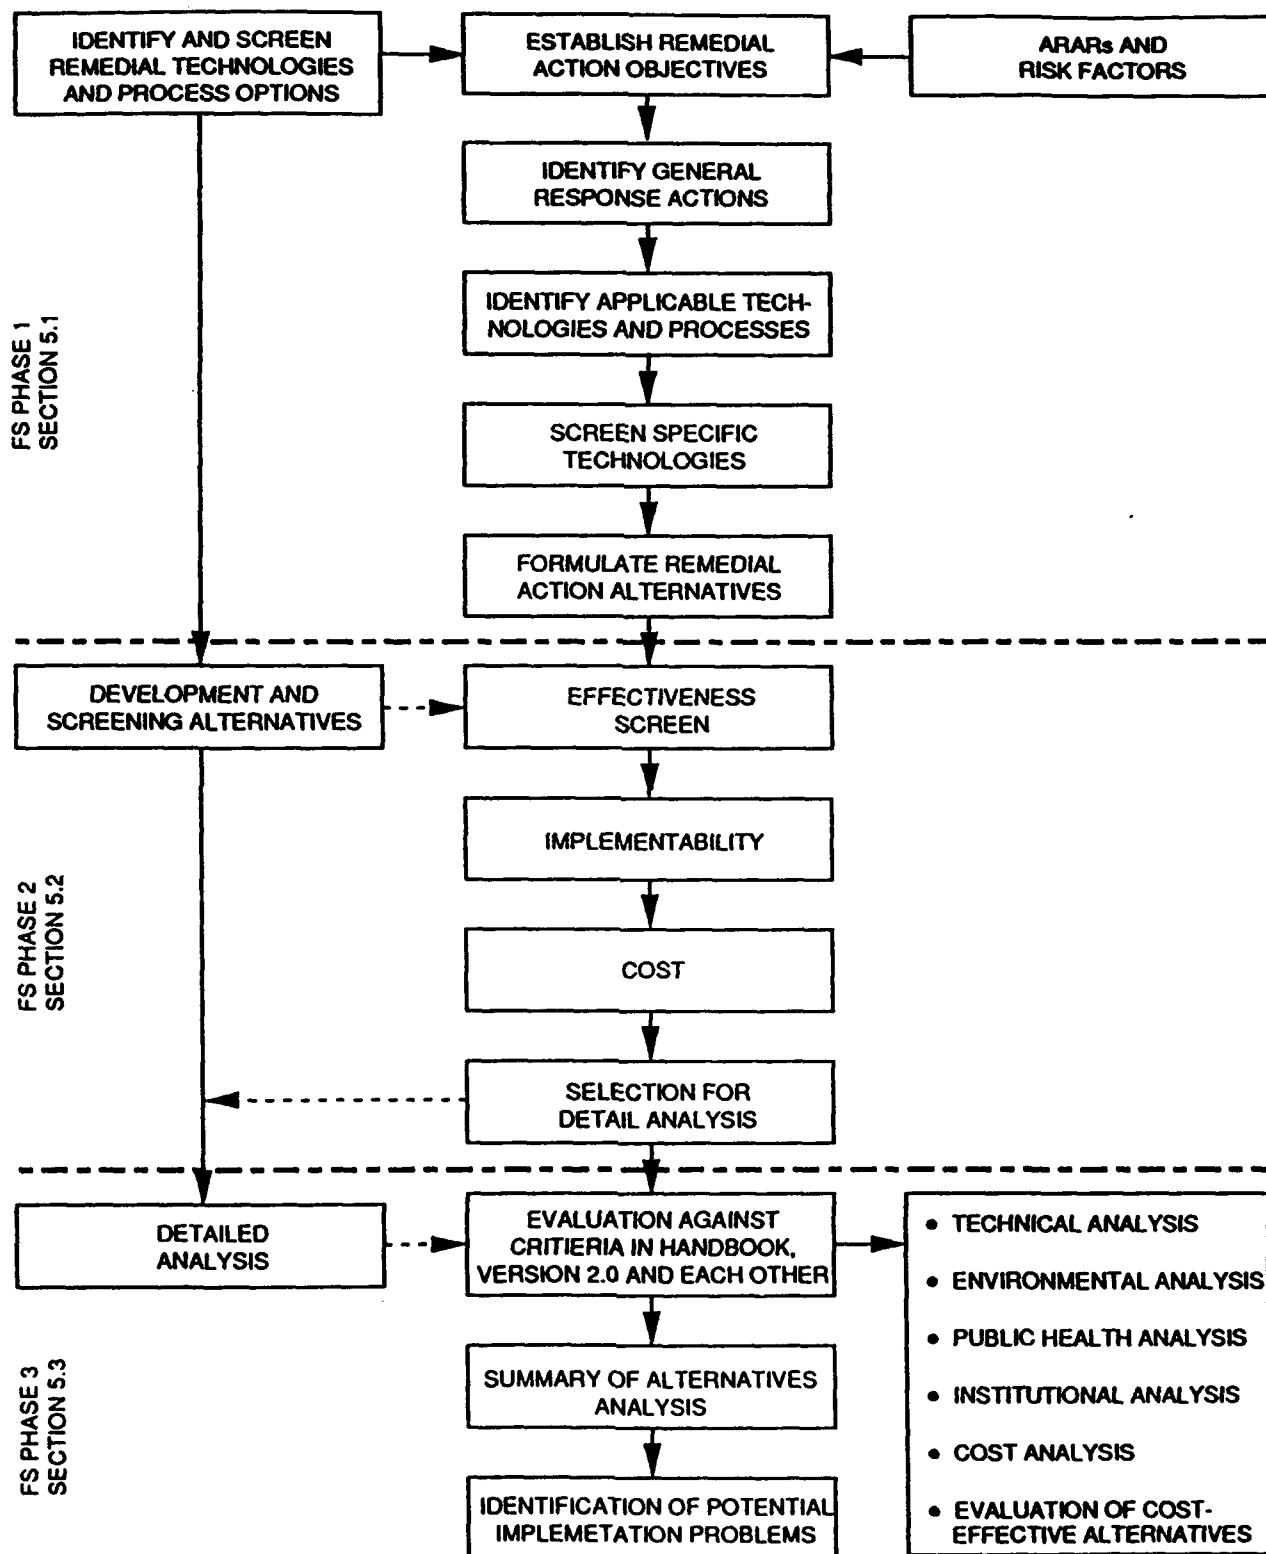 IDENTIFY AND SCREEN
REMEDIAL TECHNOLOGIES
AND PROCESS OPTIONS
ESTABLISH REMEDIAL
ACTION OBJECTIVES
ARARs AND
RISK FACTORS
IDENTIFY GENERAL
RESPONSE ACTIONS
IDENTIFY APPLICABLE TECH-
NOLOGIES AND PROCESSES
FS PHASE 1
SECTION 5.1
SCREEN SPECIFIC
TECHNOLOGIES
FORMULATE REMEDIAL
ACTION ALTERNATIVES
DEVELOPMENT AND
SCREENING ALTERNATIVES
EFFECTIVENESS
SCREEN
IMPLEMENTABILITY
FS PHASE 2
SECTION 5.2
COST
SELECTION FOR
DETAIL ANALYSIS
DETAILED
ANALYSIS
EVALUATION AGAINST
CRITIERIA IN HANDBOOK,
VERSION 2.0 AND EACH OTHER
• TECHNICAL ANALYSIS
• ENVIRONMENTAL ANALYSIS
• PUBLIC HEALTH ANALYSIS
• INSTITUTIONAL ANALYSIS
• COST ANALYSIS
• EVALUATION OF COST-
EFFECTIVE ALTERNATIVES
FS PHASE 3
SECTION 5.3
SUMMARY OF ALTERNATIVES
ANALYSIS
IDENTIFICATION OF POTENTIAL
IMPLEMETATION PROBLEMS